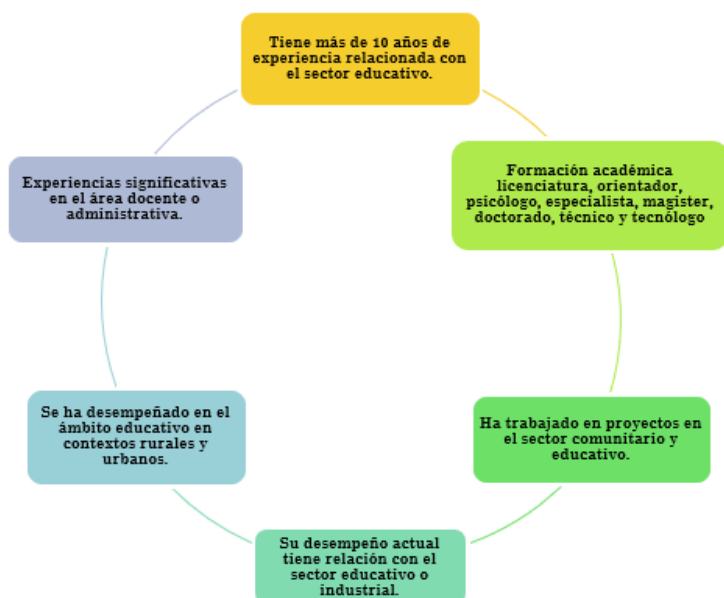 Tiene más de 10 años de
experiencia relacionada con
el sector educativo.
Formación académica
licenciatura, orientador,
psicólogo, especialista, magister,
doctorado, técnico y tecnólogo
Ha trabajado en proyectos en
el sector comunitario y
educativo.
Su desempeño actual
tiene relación con el
sector educativo o
industrial.
Se ha desempeñado en el
ámbito educativo en
contextos rurales y
urbanos.
Experiencias significativas
en el área docente o
administrativa.